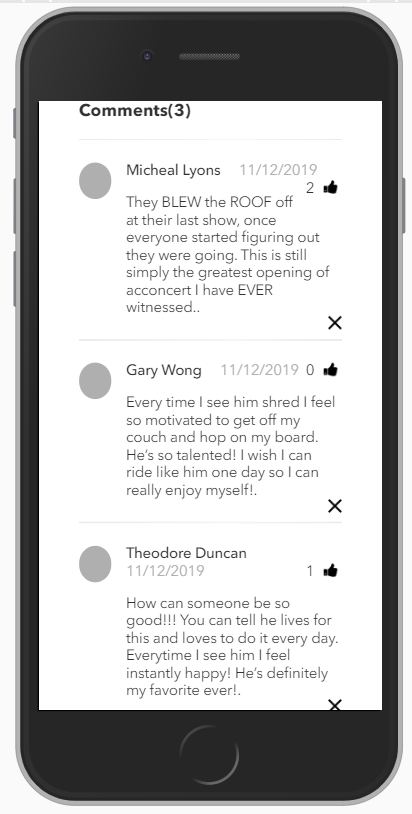 Comments(3)
Micheal Lyons 11/12/2019
2
They BLEW the ROOF off
at their last show, once
everyone started figuring out
they were going. This is still
simply the greatest opening of
acconcert I have EVER
witnessed..
Gary Wong 11/12/2019 0
Every time I see him shred I feel
so motivated to get off my
couch and hop on my board.
He’s so talented! I wish I can
ride like him one day so I can
really enjoy myself!.
Theodore Duncan
11/12/2019 1
How can someone be so
good!!! You can tell he lives for
this and loves to do it every day.
Everytime I see him I feel
instantly happy! He’s definitely
my favorite ever!.